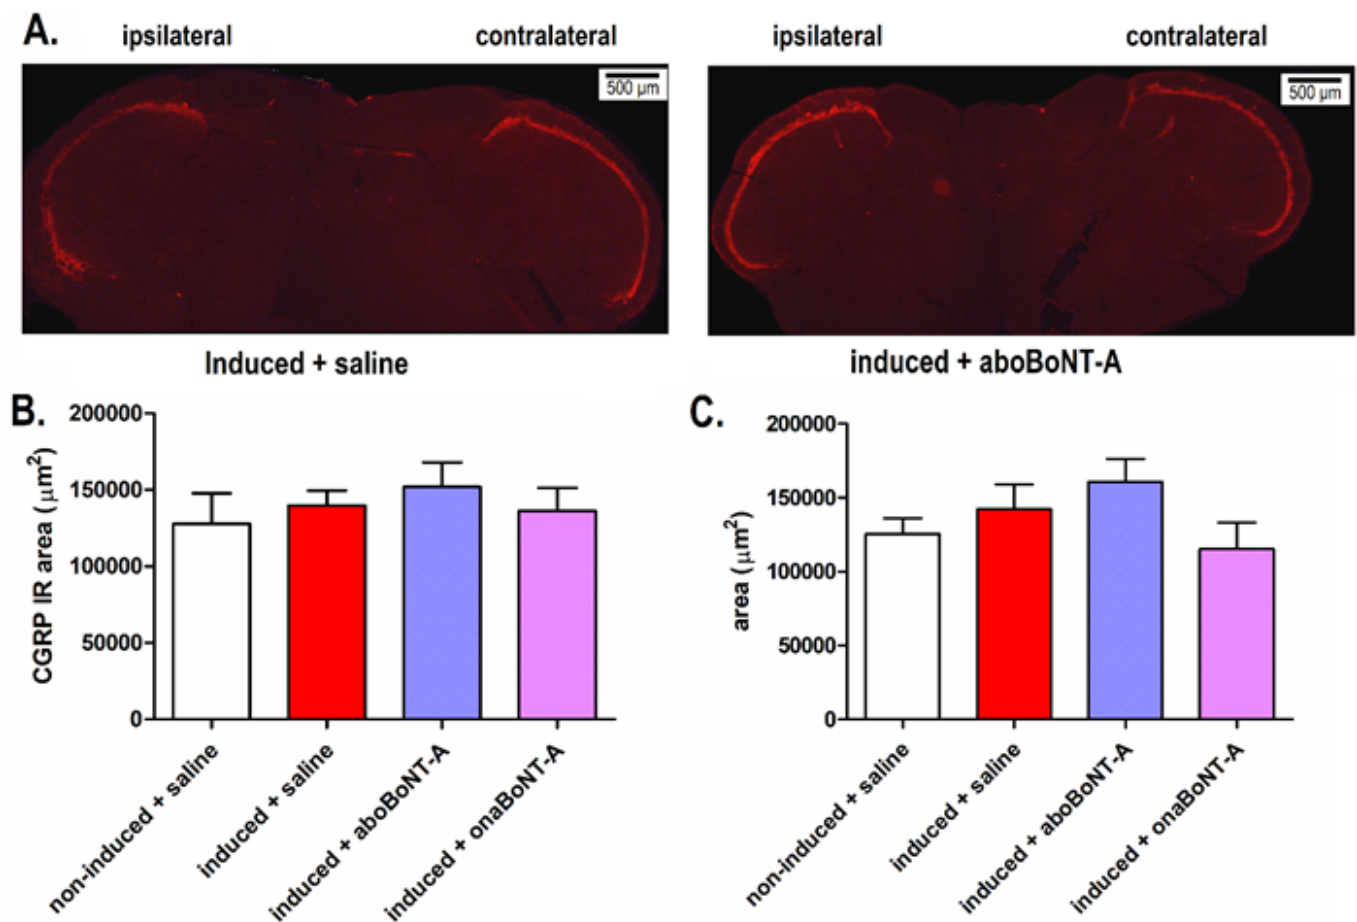 A.
ipsilateral
contralateral
ipsilateral
contralateral
500 μm
500 μm
Induced + saline
induced + aboBoNT-A
B.
CGRP IR area (μm²)
200000
150000
100000
50000
0
non-induced + saline
induced + saline
induced + aboBoNT-A
induced + onaBoNT-A
C.
area (μm²)
200000
150000
100000
50000
0
non-induced + saline
induced + saline
induced + aboBoNT-A
induced + onaBoNT-A